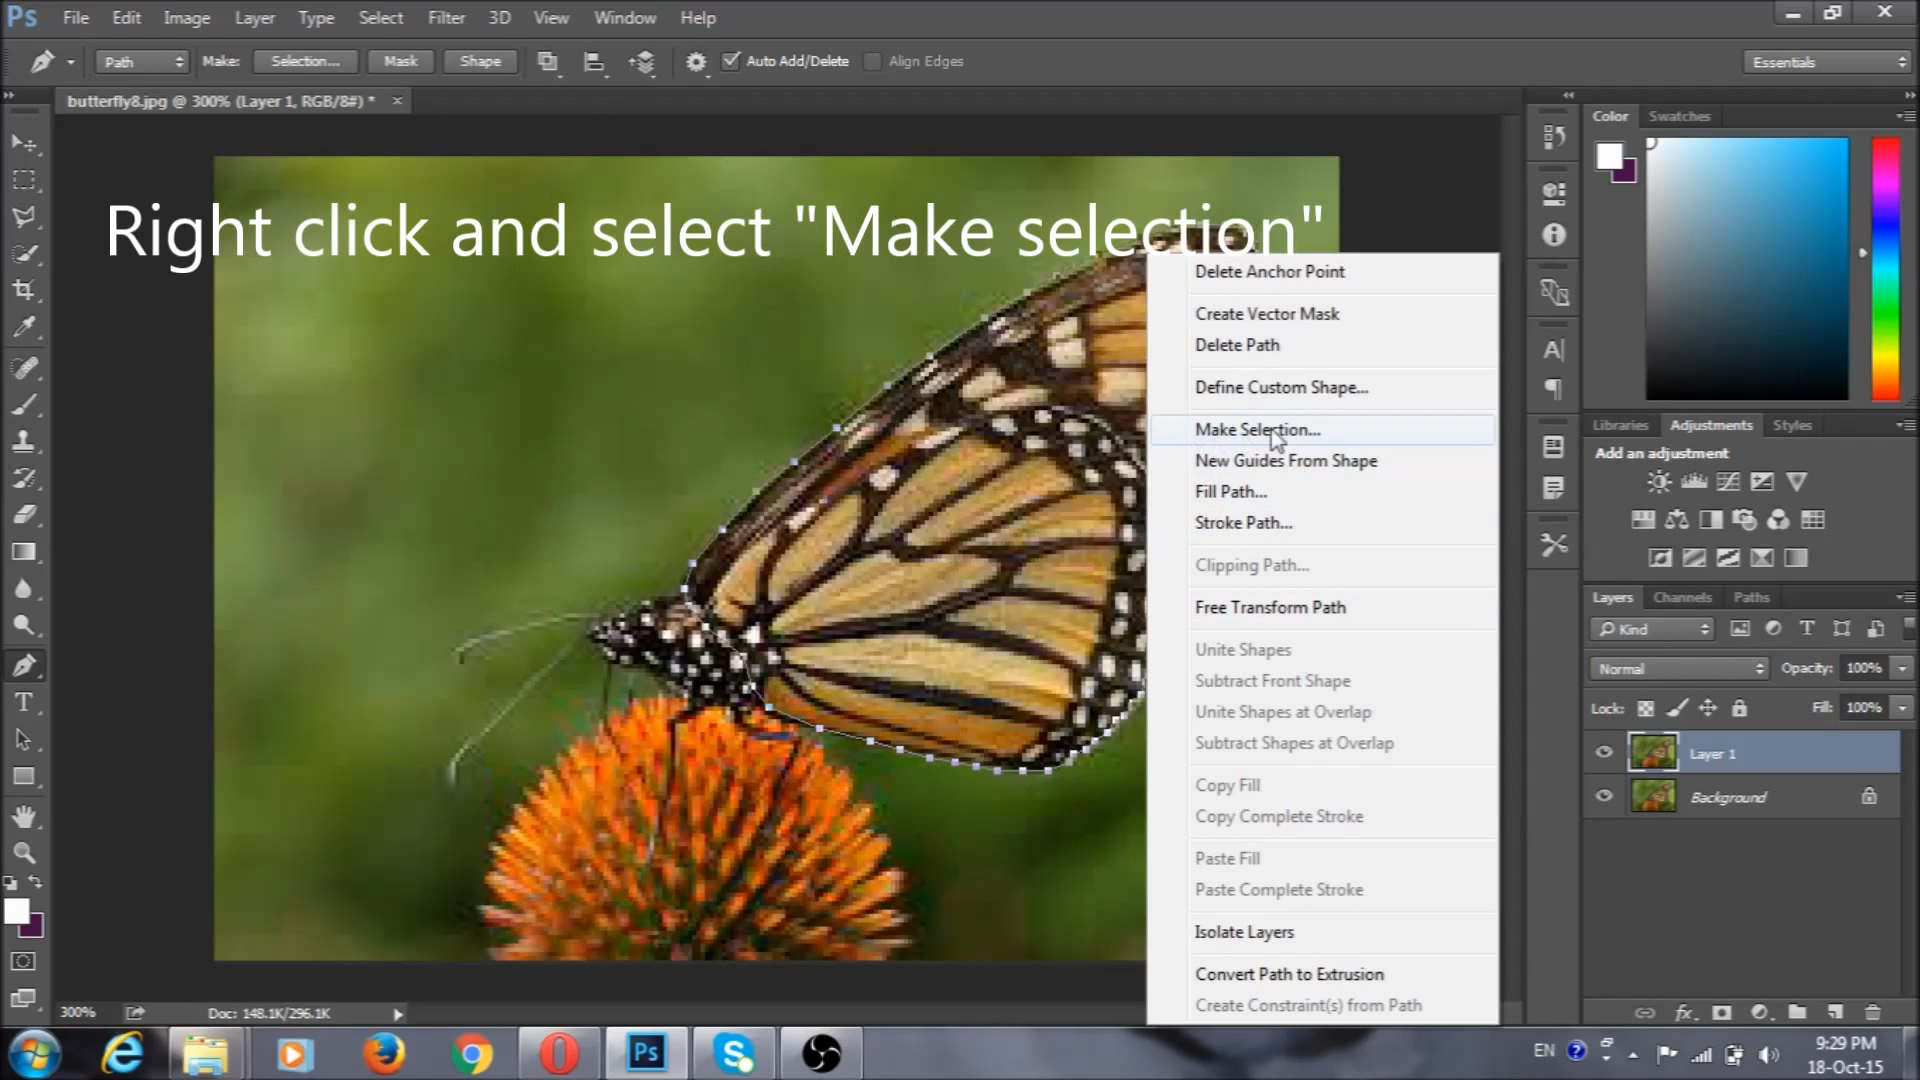 Ps File Edit Image Layer Type Select Filter 3D View Window Help
Path Make: Selection... Mask Shape Auto Add/Delete Align Edges Essentials
butterfly8.jpg @ 300% (Layer 1, RGB/8#) * ×
Color Swatches
Right click and select "Make selection"
Delete Anchor Point
Create Vector Mask
Delete Path
Define Custom Shape...
Make Selection...
New Guides From Shape
Fill Path...
Stroke Path...
Clipping Path...
Free Transform Path
Unite Shapes
Subtract Front Shape
Unite Shapes at Overlap
Subtract Shapes at Overlap
Copy Fill
Copy Complete Stroke
Paste Fill
Paste Complete Stroke
Isolate Layers
Convert Path to Extrusion
Create Constraint(s) from Path
Libraries Adjustments Styles
Add an adjustment
Layers Channels Paths
Kind
Normal Opacity: 100%
Lock: Fill: 100%
Layer 1
Background
300% Doc: 148.1K/296.1K
Ps EN 9:29 PM
18-Oct-15